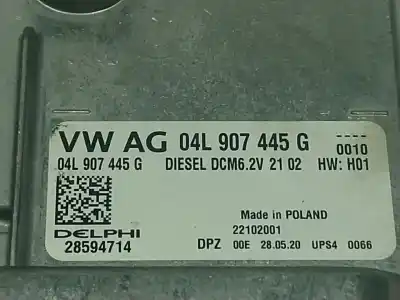 VW AG 04L 907 445 G ----
0010
04L 907 445 G DIESEL DCM6.2V 21 02 HW: H01
Made in POLAND
DELPHI 22102001
28594714 DPZ 00E 28.05.20 UPS4 0066